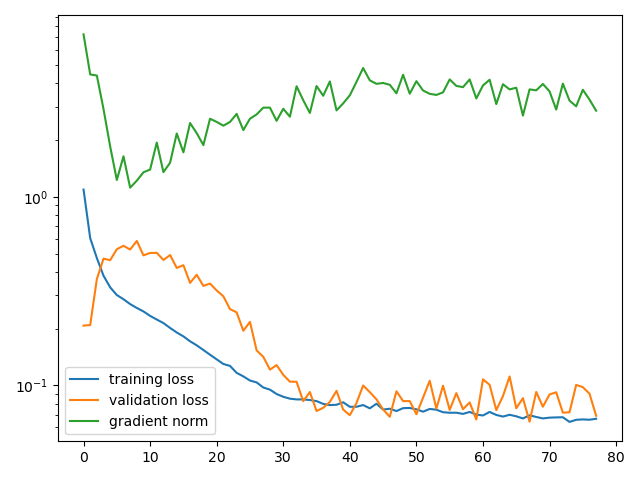 10⁰
10⁻¹
training loss
validation loss
gradient norm
0 10 20 30 40 50 60 70 80